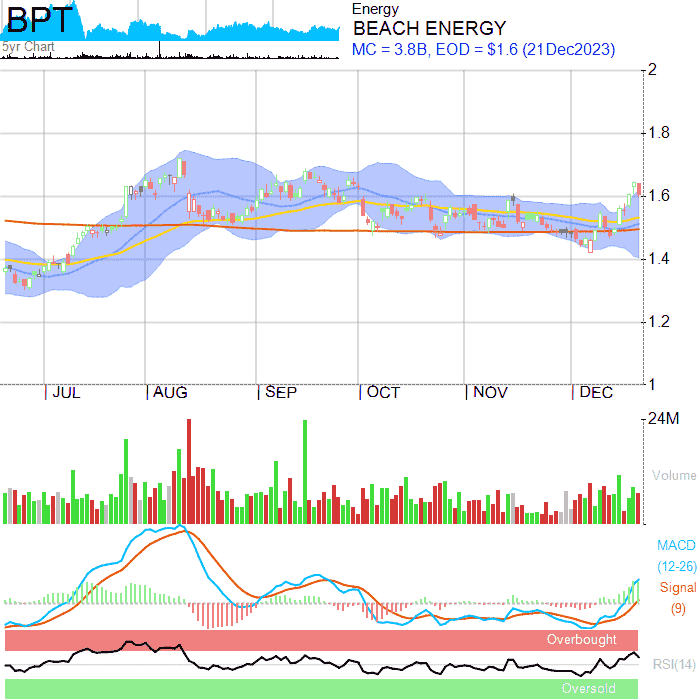 BPT
5yr Chart
Energy
BEACH ENERGY
MC = 3.8B, EOD = $1.6 (21Dec2023)
2
1.8
1.6
1.4
1.2
1
JUL AUG SEP OCT NOV DEC
24M
Volume
MACD
(12-26)
Signal
(9)
Overbought
RSI(14)
Oversold